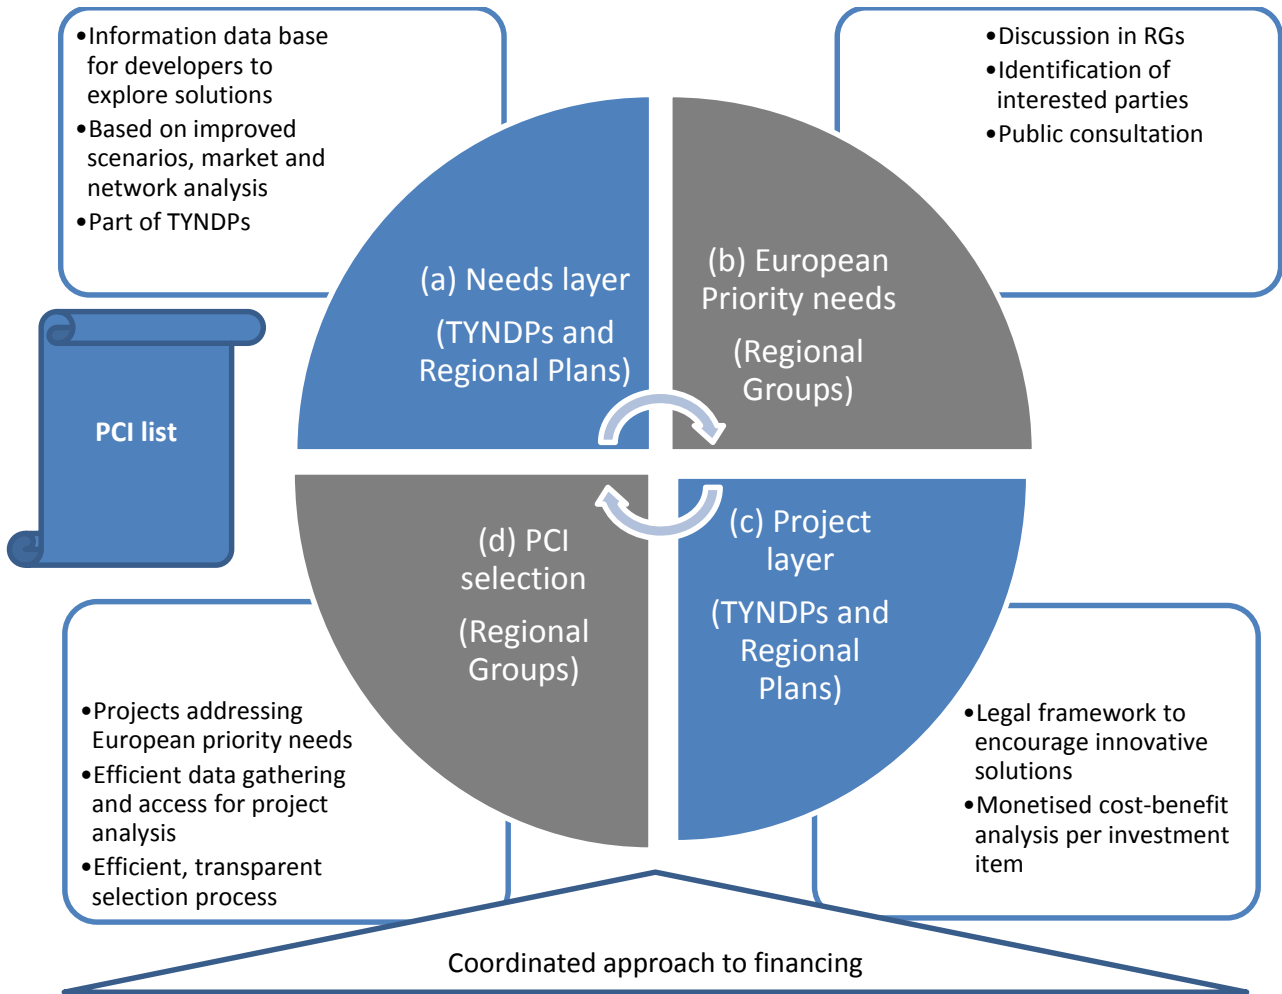 •Information data base
for developers to
explore solutions
•Based on improved
scenarios, market and
network analysis
•Part of TYNDPs
•Discussion in RGs
•Identification of
interested parties
•Public consultation
(a) Needs layer
(TYNDPs and
Regional Plans)
(b) European
Priority needs
(Regional
Groups)
PCI list
(d) PCI
selection
(Regional
Groups)
(c) Project
layer
(TYNDPs and
Regional
Plans)
•Projects addressing
European priority needs
•Efficient data gathering
and access for project
analysis
•Efficient, transparent
selection process
•Legal framework to
encourage innovative
solutions
•Monetised cost-benefit
analysis per investment
item
Coordinated approach to financing